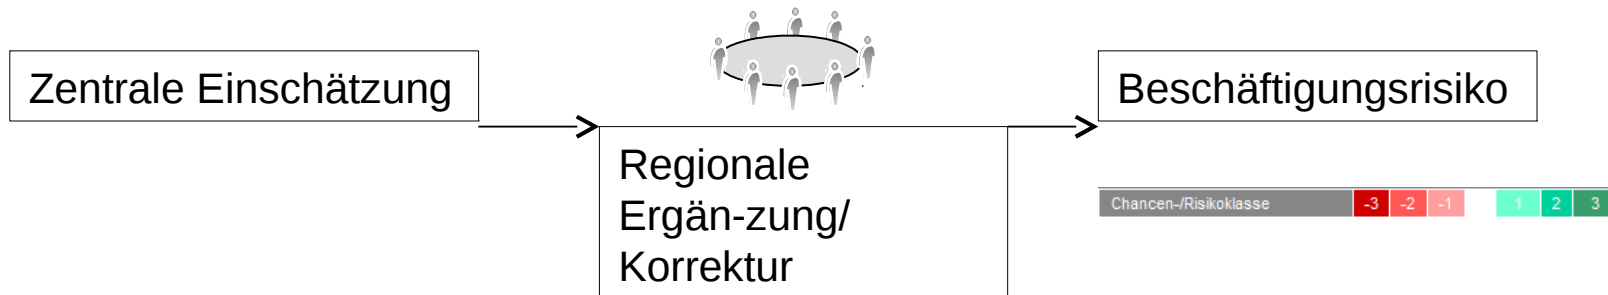 Zentrale Einschätzung
Regionale
Ergän-zung/
Korrektur
Beschäftigungsrisiko
Chancen-/Risikoklasse -3 -2 -1 1 2 3